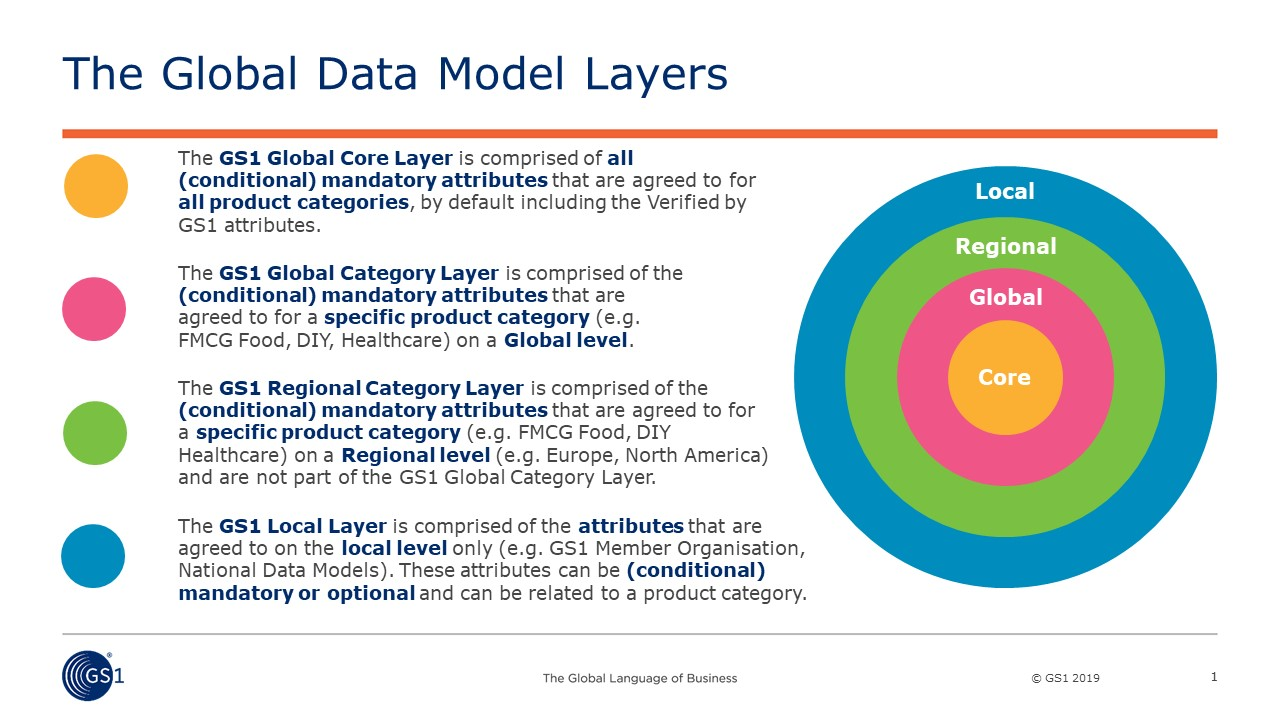 The Global Data Model Layers
The GS1 Global Core Layer is comprised of all
(conditional) mandatory attributes that are agreed to for
all product categories, by default including the Verified by
GS1 attributes.
The GS1 Global Category Layer is comprised of the
(conditional) mandatory attributes that are
agreed to for a specific product category (e.g.
FMCG Food, DIY, Healthcare) on a Global level.
The GS1 Regional Category Layer is comprised of the
(conditional) mandatory attributes that are agreed to for
a specific product category (e.g. FMCG Food, DIY
Healthcare) on a Regional level (e.g. Europe, North America)
and are not part of the GS1 Global Category Layer.
The GS1 Local Layer is comprised of the attributes that are
agreed to on the local level only (e.g. GS1 Member Organisation,
National Data Models). These attributes can be (conditional)
mandatory or optional and can be related to a product category.
Local
Regional
Global
Core
GS1®
The Global Language of Business
© GS1 2019
1